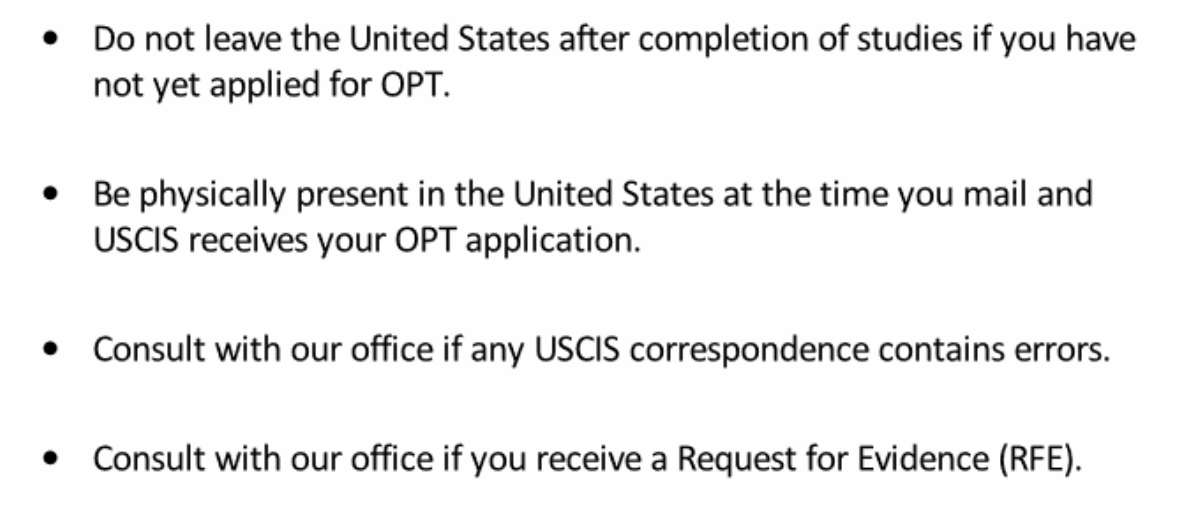 • Do not leave the United States after completion of studies if you have
not yet applied for OPT.
• Be physically present in the United States at the time you mail and
USCIS receives your OPT application.
• Consult with our office if any USCIS correspondence contains errors.
• Consult with our office if you receive a Request for Evidence (RFE).